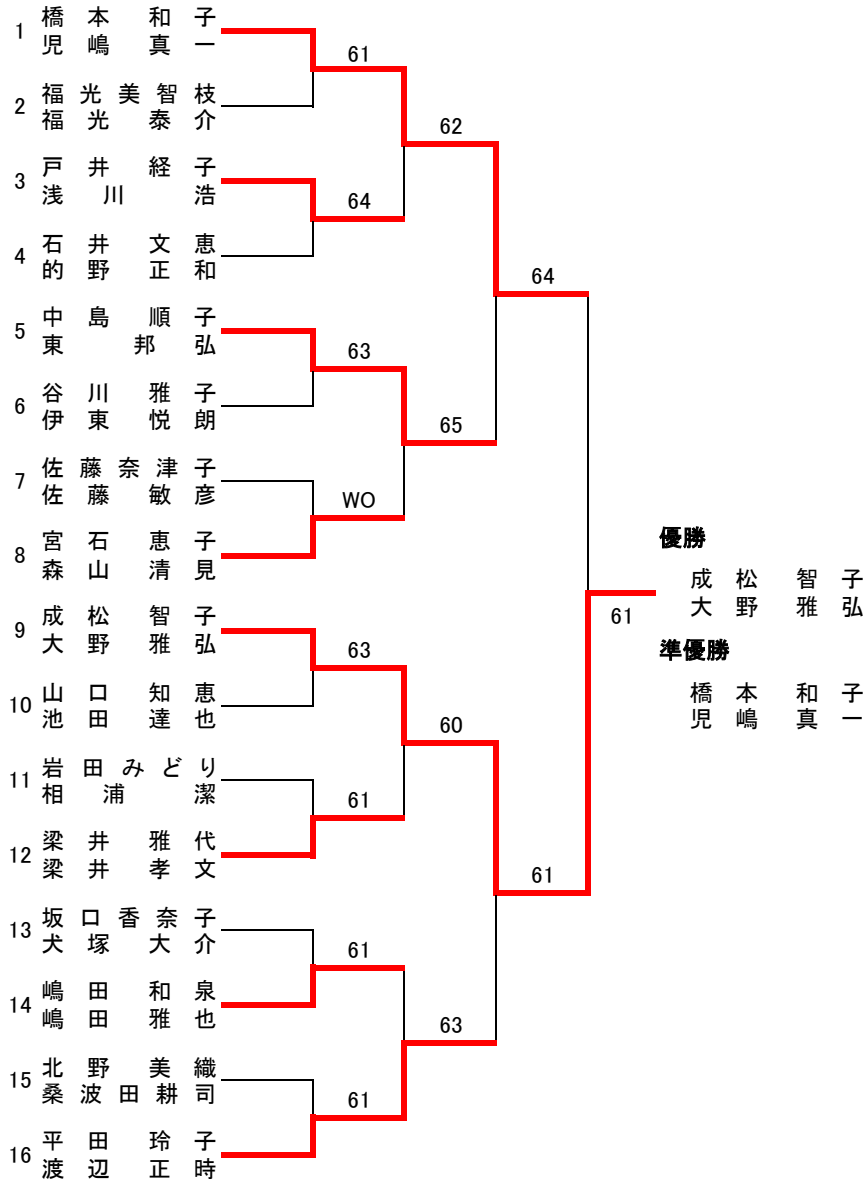 1 橋本和子
児嶋真一
61
2 福光美智枝
福光泰介
62
3 戸井経子
浅川浩
64
4 石井文恵
的野正和
64
5 中島順子
東邦弘
63
6 谷川雅子
伊東悦朗
65
7 佐藤奈津子
佐藤敏彦
WO
8 宮石恵子
森山清見
優勝
成松智子
大野雅弘
61
準優勝
橋本和子
児嶋真一
9 成松智子
大野雅弘
63
10 山口知恵
池田達也
60
11 岩田みどり
相浦潔
61
12 梁井雅代
梁井孝文
61
13 坂口香奈子
犬塚大介
61
14 嶋田和泉
嶋田雅也
63
15 北野美織
桑波田耕司
61
16 平田玲子
渡辺正時